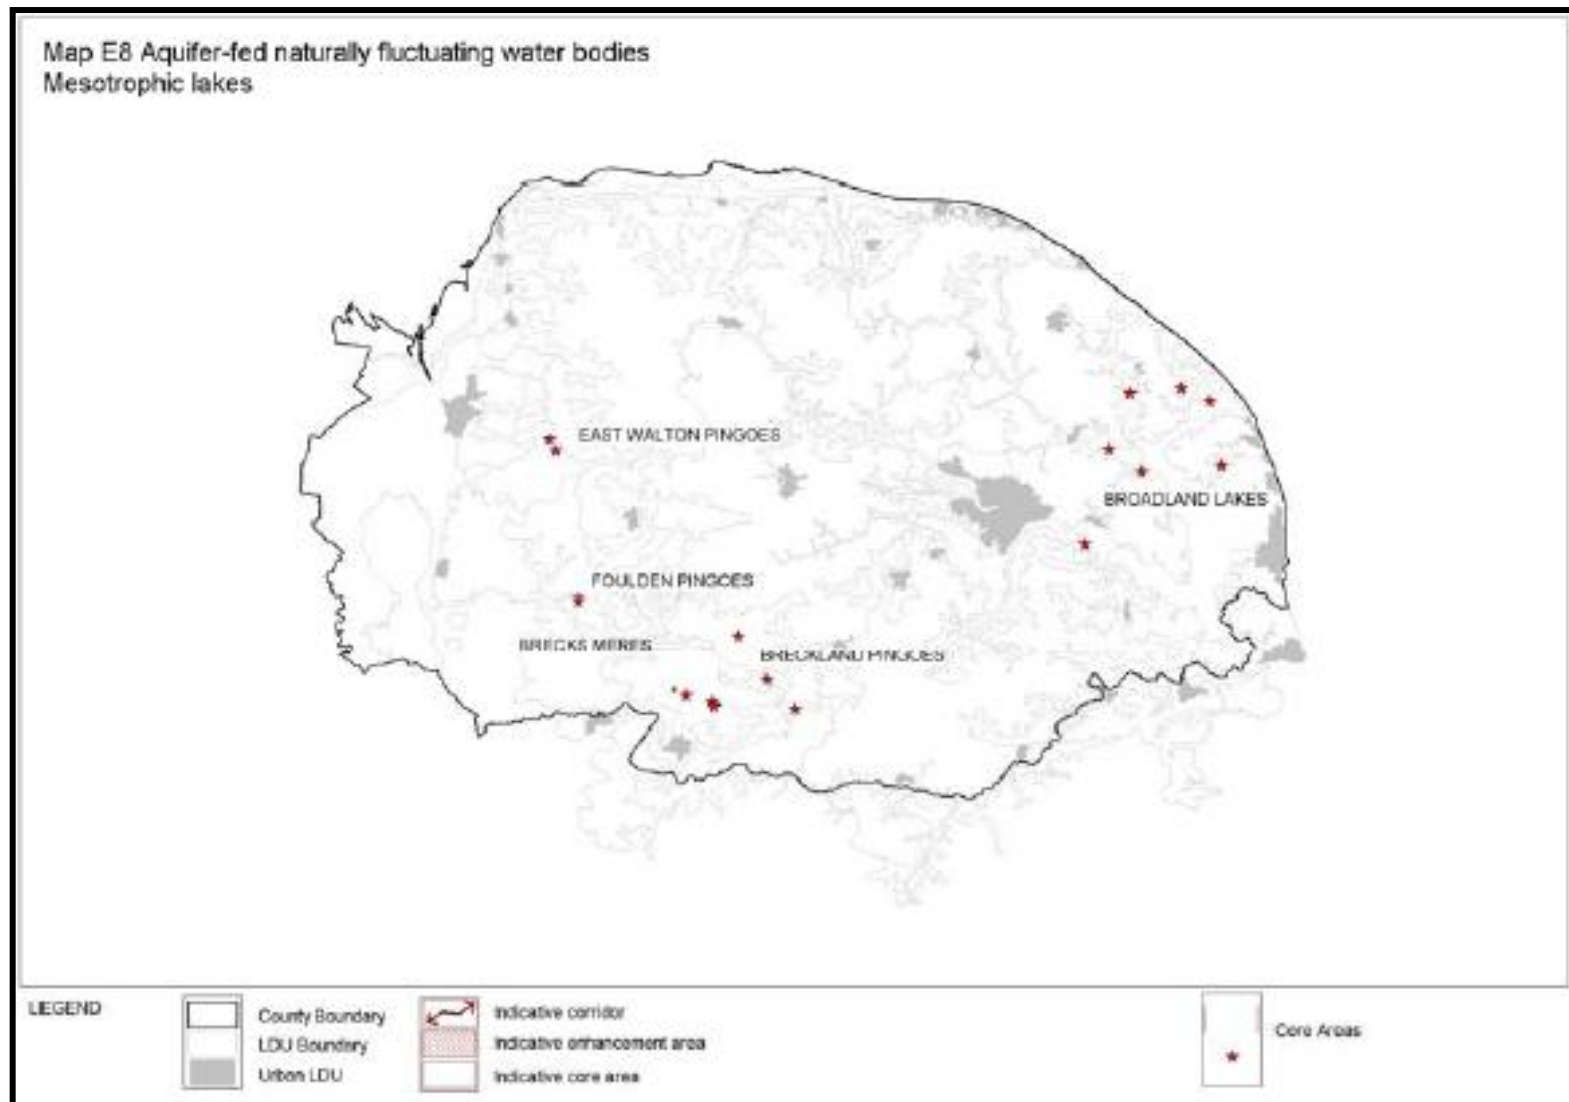 Map E8 Aquifer-fed naturally fluctuating water bodies
Mesotrophic lakes
EAST WALTON PINGOES
BROADLAND LAKES
FOULDEN PINGOES
BRECKS MERES
BRECKLAND PINGOES
LEGEND
County Boundary
LDU Boundary
Urban LDU
Indicative corridor
Indicative enhancement area
Indicative core area
Core Areas